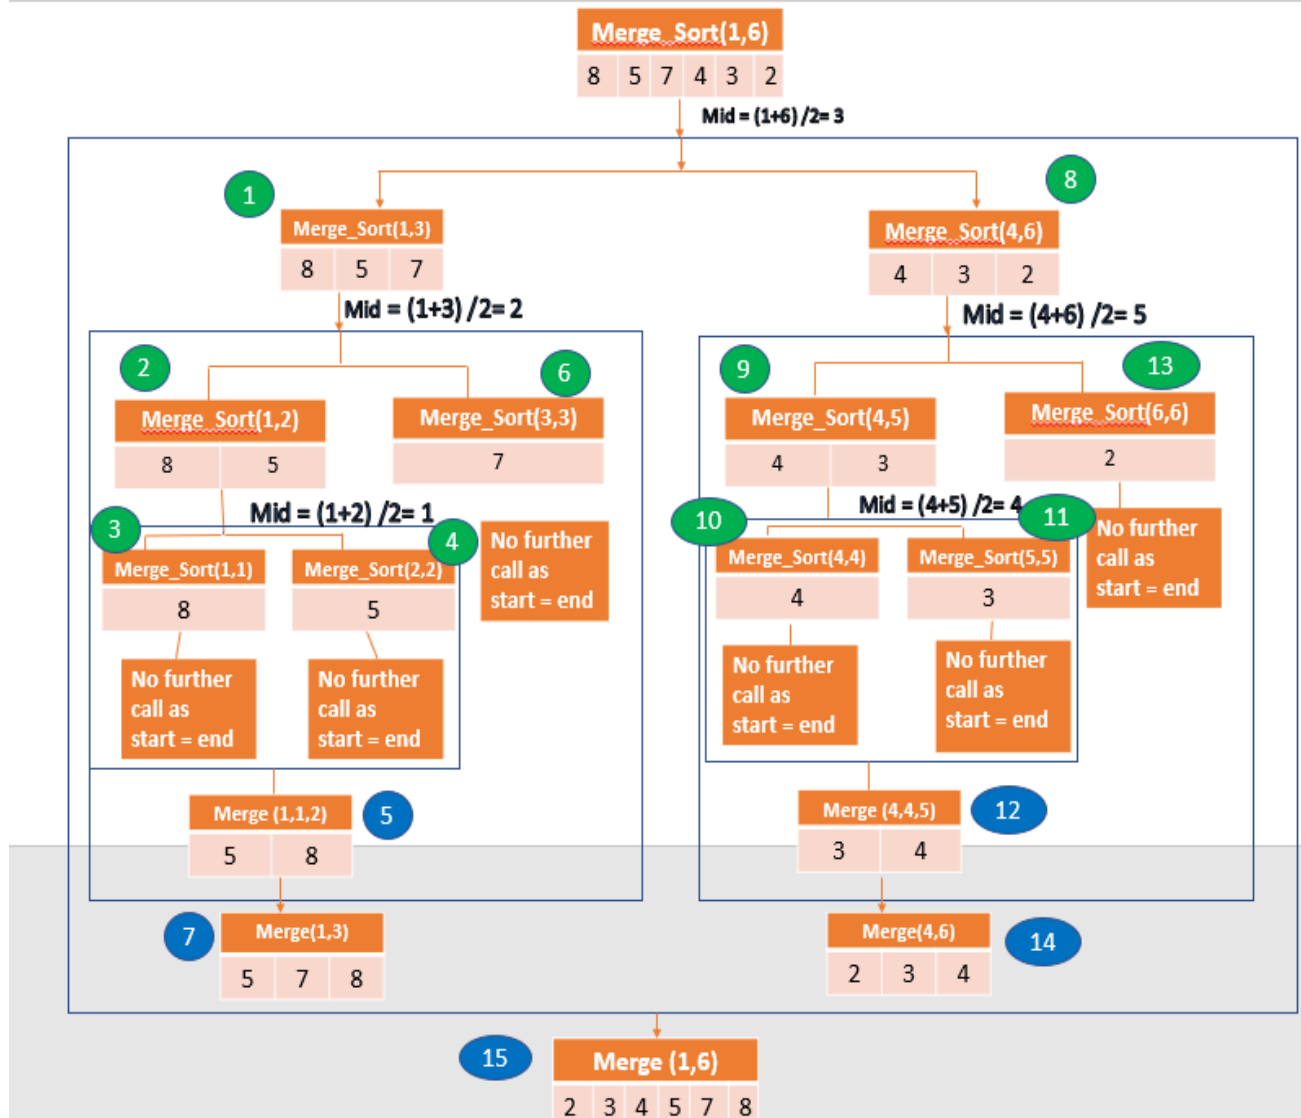 Merge_Sort(1,6)
8 5 7 4 3 2
Mid = (1+6) /2= 3
1
8
Merge_Sort(1,3)
8 5 7
Merge_Sort(4,6)
4 3 2
Mid = (1+3) /2= 2
Mid = (4+6) /2= 5
2
6
9
13
Merge_Sort(1,2)
8 5
Merge_Sort(3,3)
7
Merge_Sort(4,5)
4 3
Merge_Sort(6,6)
2
Mid = (1+2) /2= 1
Mid = (4+5) /2= 4
3
4
10
11
Merge_Sort(1,1)
8
Merge_Sort(2,2)
5
No further
call as
start = end
Merge_Sort(4,4)
4
Merge_Sort(5,5)
3
No further
call as
start = end
No further
call as
start = end
No further
call as
start = end
No further
call as
start = end
No further
call as
start = end
Merge (1,1,2)
5 8
5
Merge (4,4,5)
3 4
12
7
Merge(1,3)
5 7 8
Merge(4,6)
2 3 4
14
15
Merge (1,6)
2 3 4 5 7 8